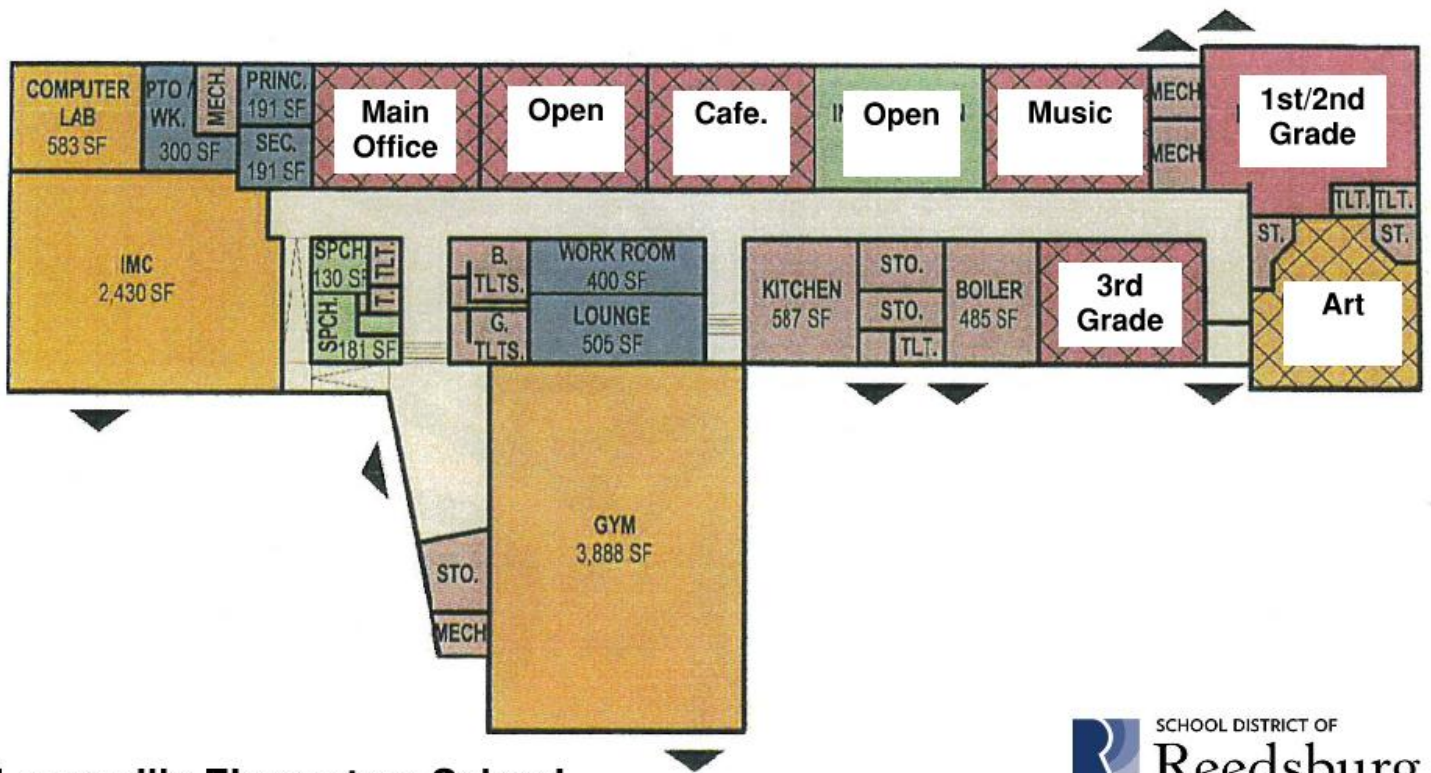 COMPUTER
LAB
583 SF
PTO /
WK.
300 SF
MECH.
PRINC.
191 SF
SEC.
191 SF
Main
Office
Open
Cafe.
Open
Music
MECH
MECH
1st/2nd
Grade
TLT.
TLT.
IMC
2,430 SF
SPCH.
130 SF
TLT.
T.
SPCH.
181 SF
B.
TLTS.
G.
TLTS.
WORK ROOM
400 SF
LOUNGE
505 SF
KITCHEN
587 SF
STO.
STO.
TLT.
BOILER
485 SF
3rd
Grade
ST.
ST.
Art
GYM
3,888 SF
STO.
MECH
SCHOOL DISTRICT OF
Reedsburg
Elementary School